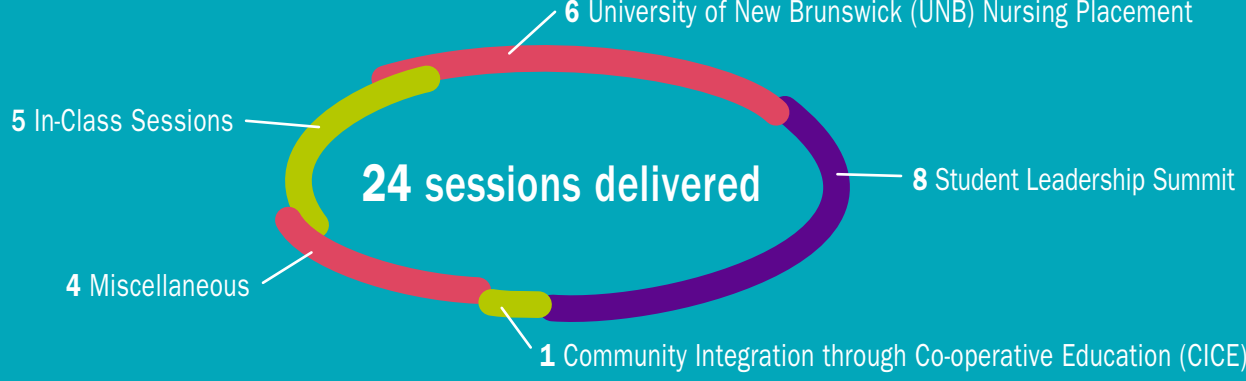 6 University of New Brunswick (UNB) Nursing Placement
5 In-Class Sessions
24 sessions delivered
8 Student Leadership Summit
4 Miscellaneous
1 Community Integration through Co-operative Education (CICE)